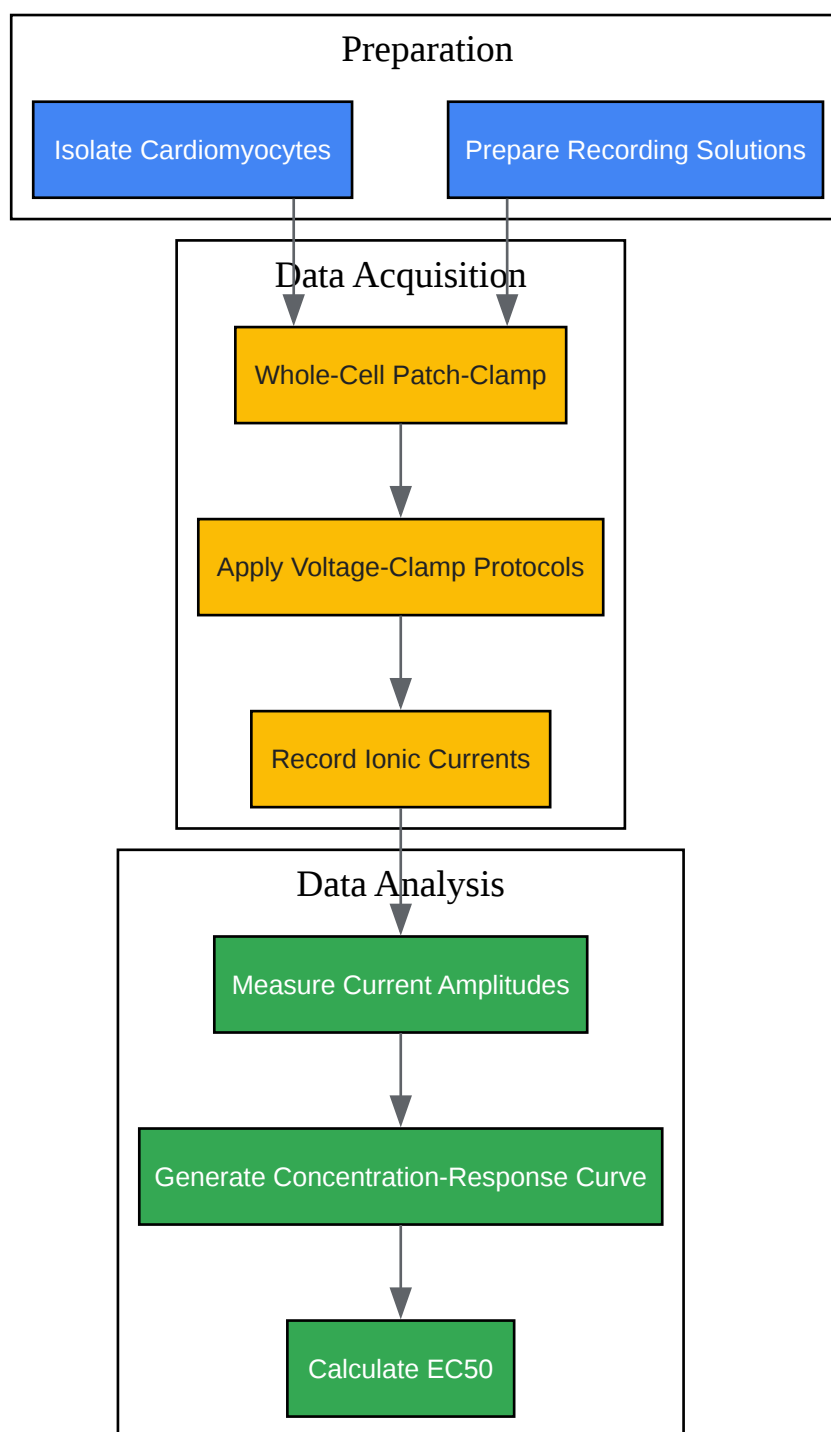 Preparation
Isolate Cardiomyocytes
Prepare Recording Solutions
Data Acquisition
Whole-Cell Patch-Clamp
Apply Voltage-Clamp Protocols
Record Ionic Currents
Data Analysis
Measure Current Amplitudes
Generate Concentration-Response Curve
Calculate EC50